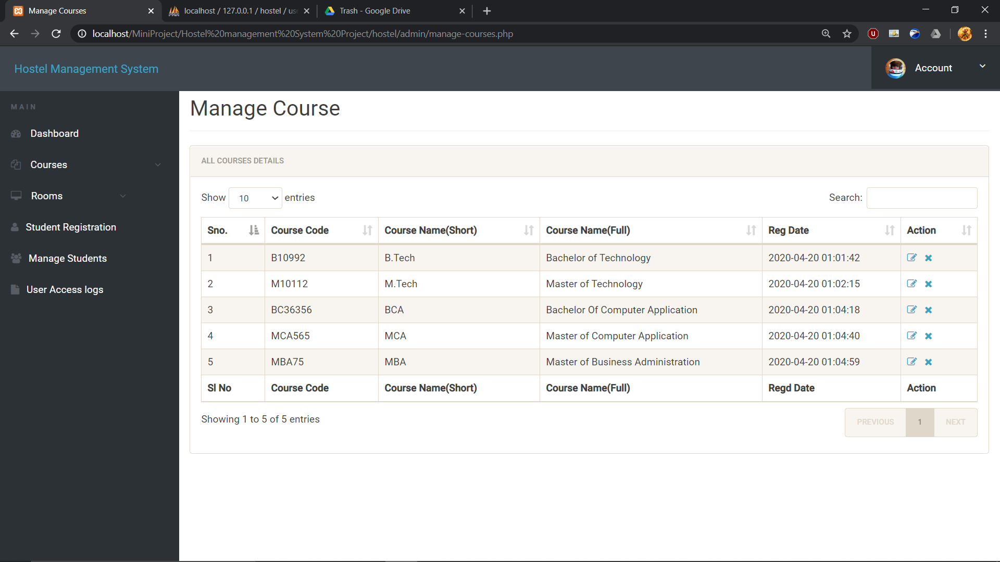 Manage Courses
localhost / 127.0.0.1 / hostel / us
Trash - Google Drive
localhost/MiniProject/Hostel%20management%20System%20Project/hostel/admin/manage-courses.php
Hostel Management System
Account
MAIN
Dashboard
Courses
Rooms
Student Registration
Manage Students
User Access logs
Manage Course
ALL COURSES DETAILS
Show 10 entries
Search:
Sno. Course Code Course Name(Short) Course Name(Full) Reg Date Action
1 B10992 B.Tech Bachelor of Technology 2020-04-20 01:01:42
2 M10112 M.Tech Master of Technology 2020-04-20 01:02:15
3 BC36356 BCA Bachelor Of Computer Application 2020-04-20 01:04:18
4 MCA565 MCA Master of Computer Application 2020-04-20 01:04:40
5 MBA75 MBA Master of Business Administration 2020-04-20 01:04:59
Sl No Course Code Course Name(Short) Course Name(Full) Regd Date Action
Showing 1 to 5 of 5 entries
PREVIOUS 1 NEXT